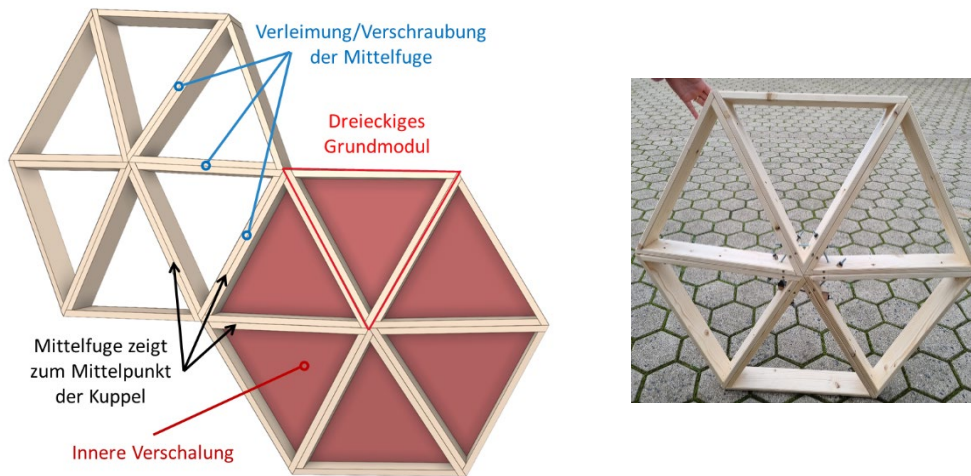 Verleimung/Verschraubung
der Mittelfuge
Dreieckiges
Grundmodul
Mittelfuge zeigt
zum Mittelpunkt
der Kuppel
Innere Verschalung